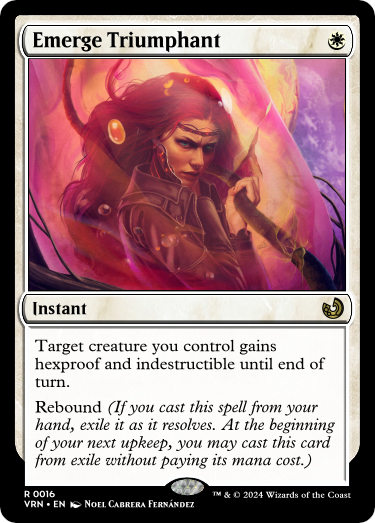 Emerge Triumphant
Instant
Target creature you control gains
hexproof and indestructible until end of
turn.
Rebound (If you cast this spell from your
hand, exile it as it resolves. At the beginning
of your next upkeep, you may cast this card
from exile without paying its mana cost.)
R 0016
VRN • EN Noel Cabrera Fernández
™ & © 2024 Wizards of the Coast